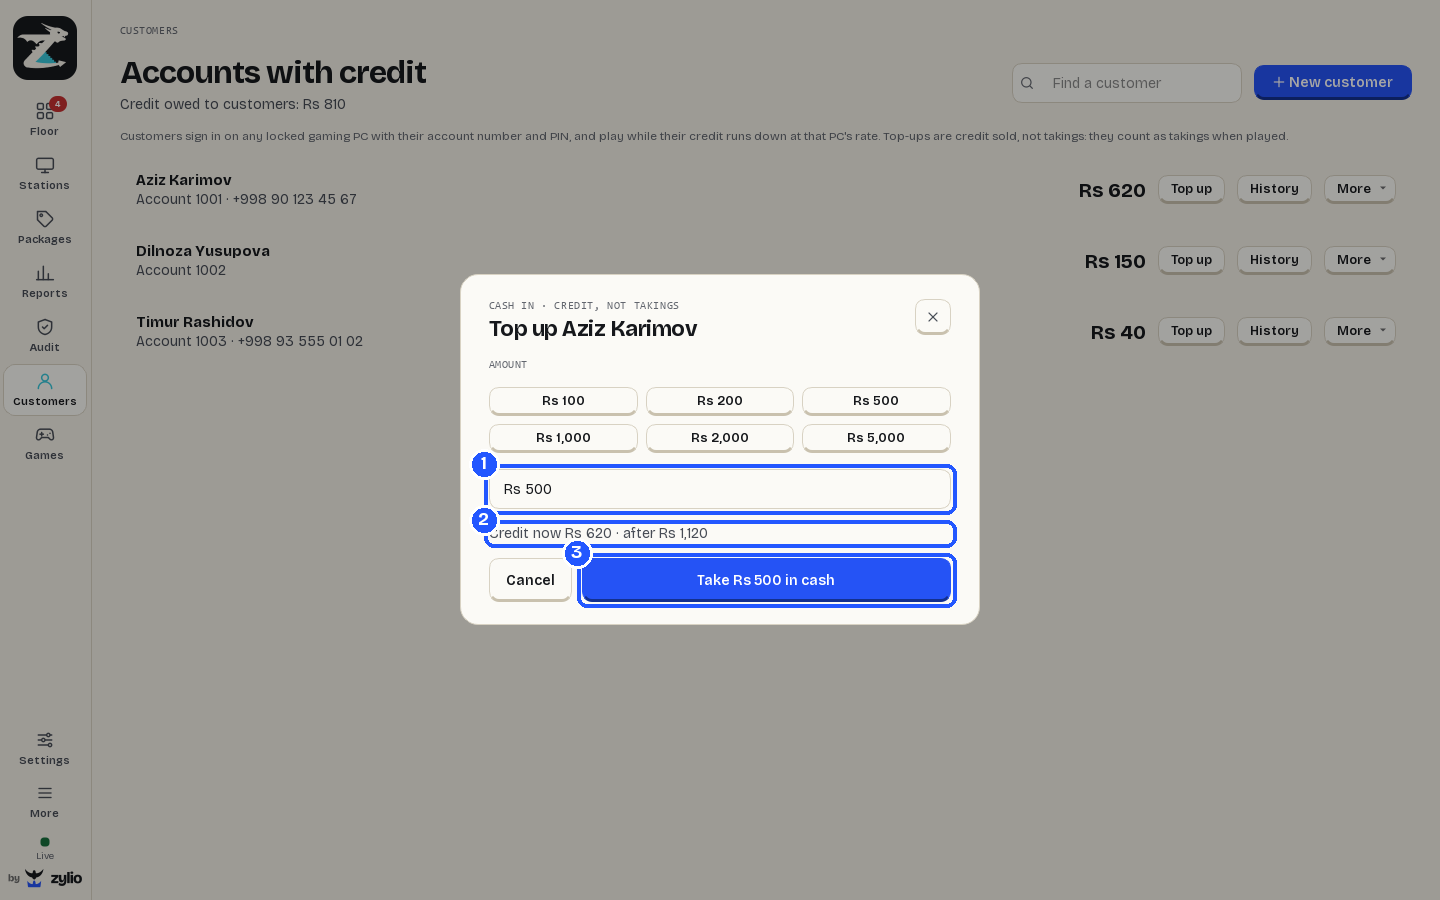 CUSTOMERS
Accounts with credit
Credit owed to customers: Rs 810
Find a customer
+ New customer
Customers sign in on any locked gaming PC with their account number and PIN, and play while their credit runs down at that PC's rate. Top-ups are credit sold, not takings: they count as takings when played.
4
Floor
Stations
Packages
Reports
Audit
Customers
Games
Settings
More
Live
by zylio
Aziz Karimov
Account 1001 · +998 90 123 45 67
Rs 620 Top up History More
Dilnoza Yusupova
Account 1002
Rs 150 Top up History More
Timur Rashidov
Account 1003 · +998 93 555 01 02
Rs 40 Top up History More
CASH IN · CREDIT, NOT TAKINGS
Top up Aziz Karimov
AMOUNT
Rs 100 Rs 200 Rs 500
Rs 1,000 Rs 2,000 Rs 5,000
1
Rs 500
2
Credit now Rs 620 · after Rs 1,120
3
Cancel Take Rs 500 in cash